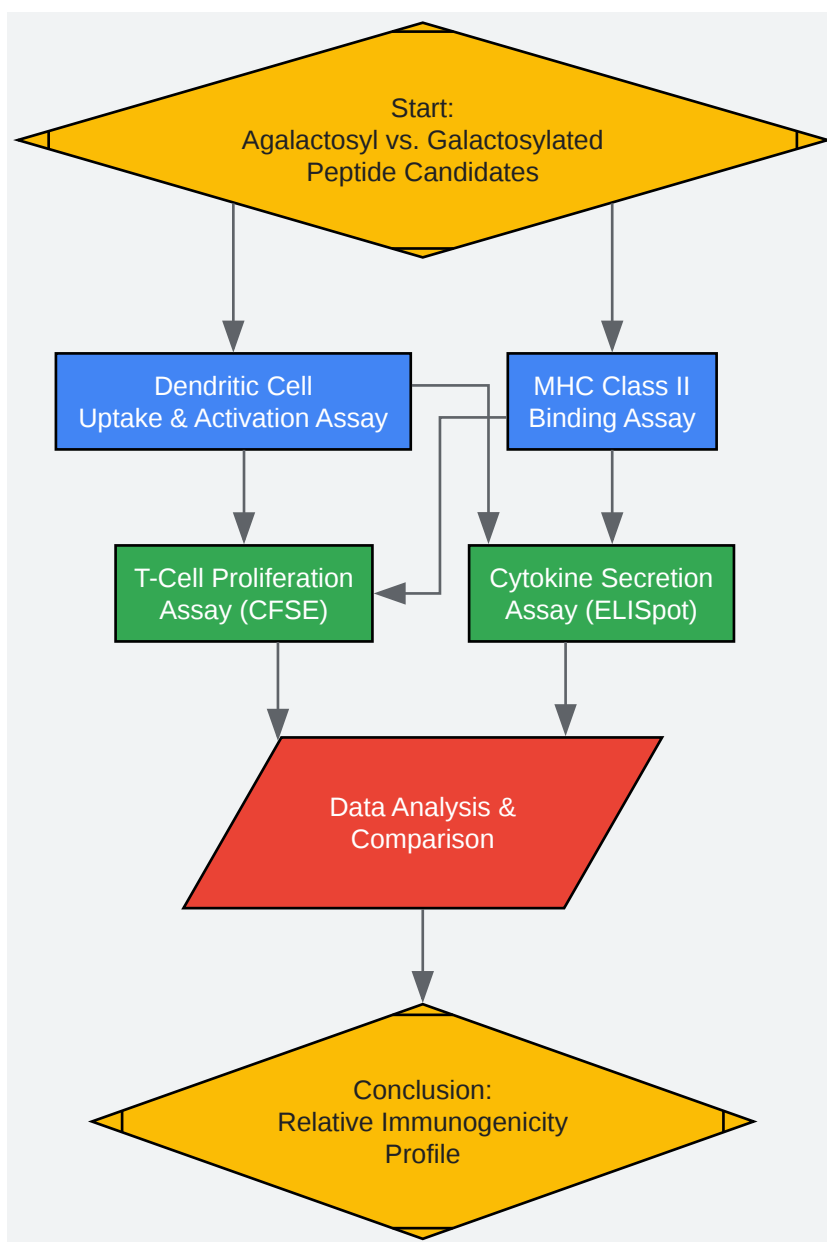 Start:
Agalactosyl vs. Galactosylated
Peptide Candidates
Dendritic Cell
Uptake & Activation Assay
MHC Class II
Binding Assay
T-Cell Proliferation
Assay (CFSE)
Cytokine Secretion
Assay (ELISpot)
Data Analysis &
Comparison
Conclusion:
Relative Immunogenicity
Profile